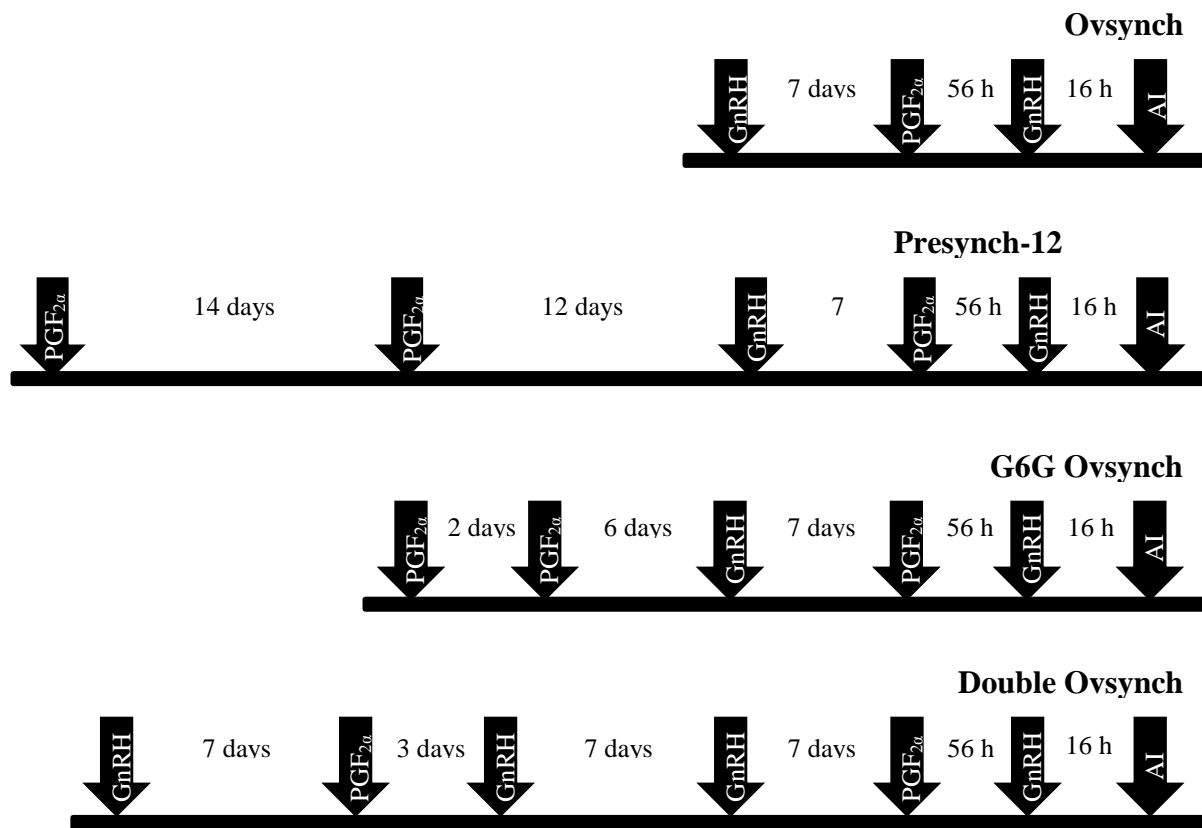 Ovsynch
GnRH 7 days PGF2α 56 h GnRH 16 h AI
Presynch-12
PGF2α 14 days PGF2α 12 days GnRH 7 PGF2α 56 h GnRH 16 h AI
G6G Ovsynch
PGF2α 2 days PGF2α 6 days GnRH 7 days PGF2α 56 h GnRH 16 h AI
Double Ovsynch
GnRH 7 days PGF2α 3 days GnRH 7 days GnRH 7 days PGF2α 56 h GnRH 16 h AI